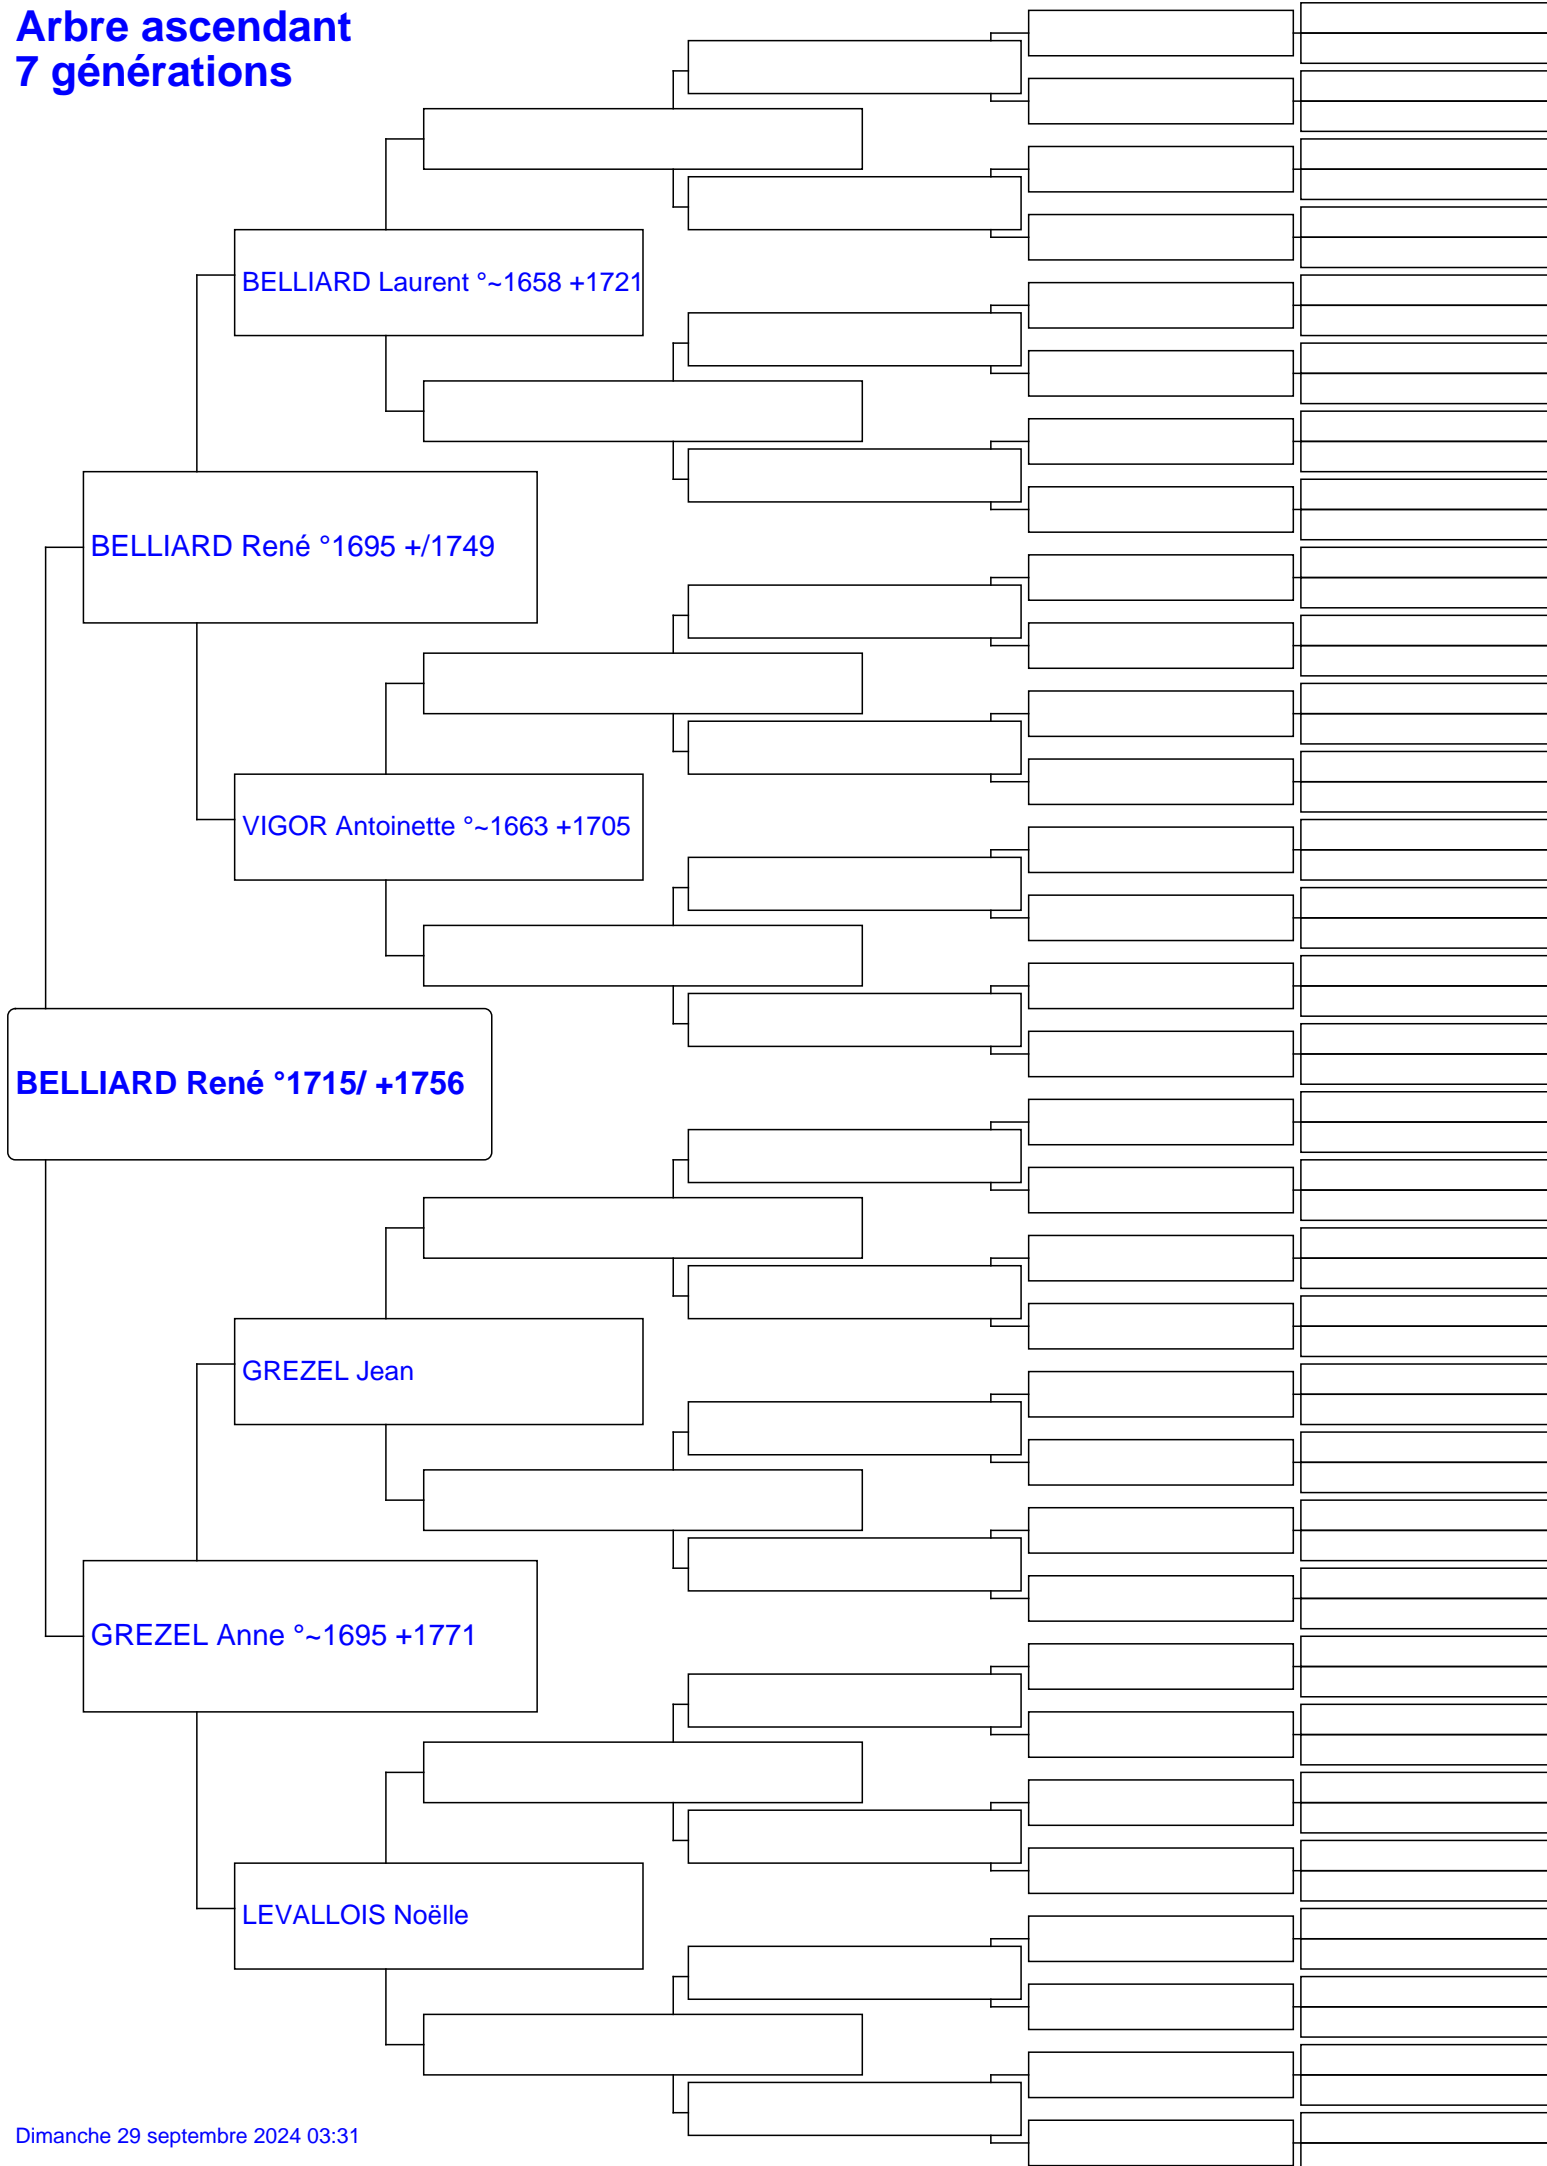 Arbre ascendant
7 générations
BELLIARD Laurent °~1658 +1721
BELLIARD René °1695 +/1749
VIGOR Antoinette °~1663 +1705
BELLIARD René °1715/ +1756
GREZEL Jean
GREZEL Anne °~1695 +1771
LEVALLOIS Noëlle
Dimanche 29 septembre 2024 03:31